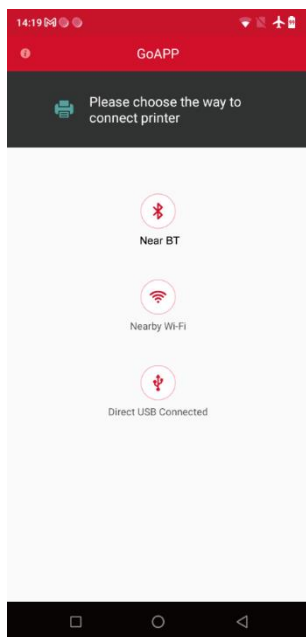 14:19
GoAPP
Please choose the way to
connect printer
Near BT
Nearby Wi-Fi
Direct USB Connected